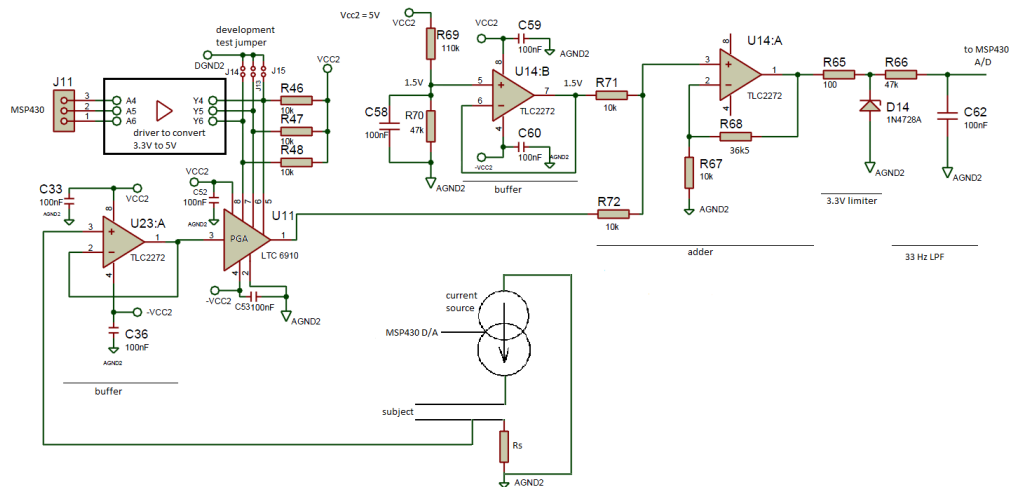 Vcc2 = 5V
VCC2
R69
110k
1.5V
C58
100nF
R70
47k
AGND2
VCC2
C59
100nF
AGND2
U14:B
8
5
6
7
4
TLC2272
1.5V
C60
100nF
-VCC2
AGND2
buffer
R71
10k
R72
10k
U14:A
8
3
2
1
4
TLC2272
R68
36k5
R67
10k
AGND2
adder
R65
100
D14
1N4728A
AGND2
3.3V limiter
R66
47k
C62
100nF
AGND2
33 Hz LPF
to MSP430
A/D
development
test jumper
DGND2
J14
J13
J15
VCC2
R46
10k
R47
10k
R48
10k
J11
MSP430
3
2
1
A4
A5
A6
Y4
Y5
Y6
driver to convert
3.3V to 5V
C33
100nF
AGND2
VCC2
8
U23:A
3
2
1
4
TLC2272
-VCC2
C36
100nF
AGND2
buffer
VCC2
C52
100nF
AGND2
8
7
6
5
U11
PGA
3
1
4
2
LTC 6910
-VCC2
C53
100nF
AGND2
current
source
MSP430 D/A
subject
Rs
AGND2